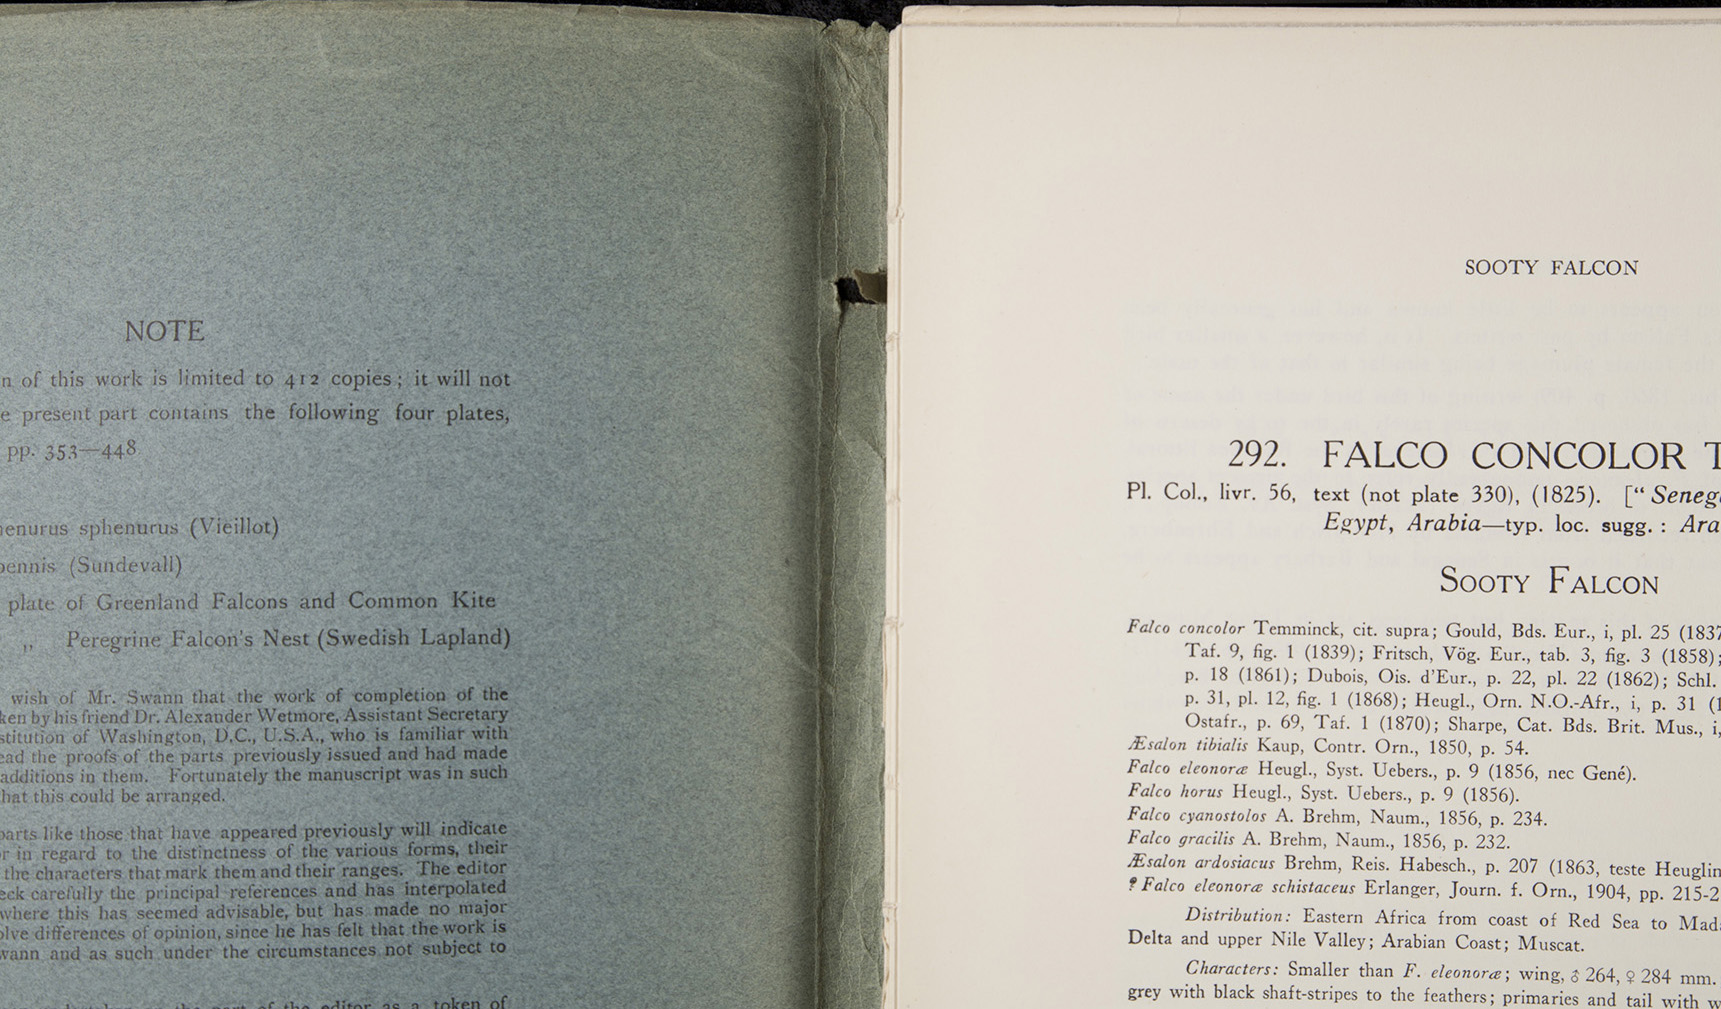 NOTE
n of this work is limited to 412 copies; it will not
e present part contains the following four plates,
pp. 353—448
enurus sphenurus (Vieillot)
pennis (Sundevall)
plate of Greenland Falcons and Common Kite
,, Peregrine Falcon's Nest (Swedish Lapland)
wish of Mr. Swann that the work of completion of the
ken by his friend Dr. Alexander Wetmore, Assistant Secretary
stitution of Washington, D.C., U.S.A., who is familiar with
ead the proofs of the parts previously issued and had made
additions in them. Fortunately the manuscript was in such
hat this could be arranged.
parts like those that have appeared previously will indicate
r in regard to the distinctness of the various forms, their
the characters that mark them and their ranges. The editor
eck carefully the principal references and has interpolated
where this has seemed advisable, but has made no major
olve differences of opinion, since he has felt that the work is
wann and as such under the circumstances not subject to
the part of the editor as a token of
SOOTY FALCON
292. FALCO CONCOLOR T
Pl. Col., livr. 56, text (not plate 330), (1825). ["Seneg
Egypt, Arabia—typ. loc. sugg.: Ara
Sooty Falcon
Falco concolor Temminck, cit. supra; Gould, Bds. Eur., i, pl. 25 (1837
Taf. 9, fig. 1 (1839); Fritsch, Vög. Eur., tab. 3, fig. 3 (1858);
p. 18 (1861); Dubois, Ois. d'Eur., p. 22, pl. 22 (1862); Schl.
p. 31, pl. 12, fig. 1 (1868); Heugl., Orn. N.O.-Afr., i, p. 31 (1
Ostafr., p. 69, Taf. 1 (1870); Sharpe, Cat. Bds. Brit. Mus., i,
Æsalon tibialis Kaup, Contr. Orn., 1850, p. 54.
Falco eleonoræ Heugl., Syst. Uebers., p. 9 (1856, nec Gené).
Falco horus Heugl., Syst. Uebers., p. 9 (1856).
Falco cyanostolos A. Brehm, Naum., 1856, p. 234.
Falco gracilis A. Brehm, Naum., 1856, p. 232.
Æsalon ardosiacus Brehm, Reis. Habesch., p. 207 (1863, teste Heuglin
? Falco eleonoræ schistaceus Erlanger, Journ. f. Orn., 1904, pp. 215-2
Distribution: Eastern Africa from coast of Red Sea to Mad
Delta and upper Nile Valley; Arabian Coast; Muscat.
Characters: Smaller than F. eleonoræ; wing, ♂ 264, ♀ 284 mm.
grey with black shaft-stripes to the feathers; primaries and tail with w